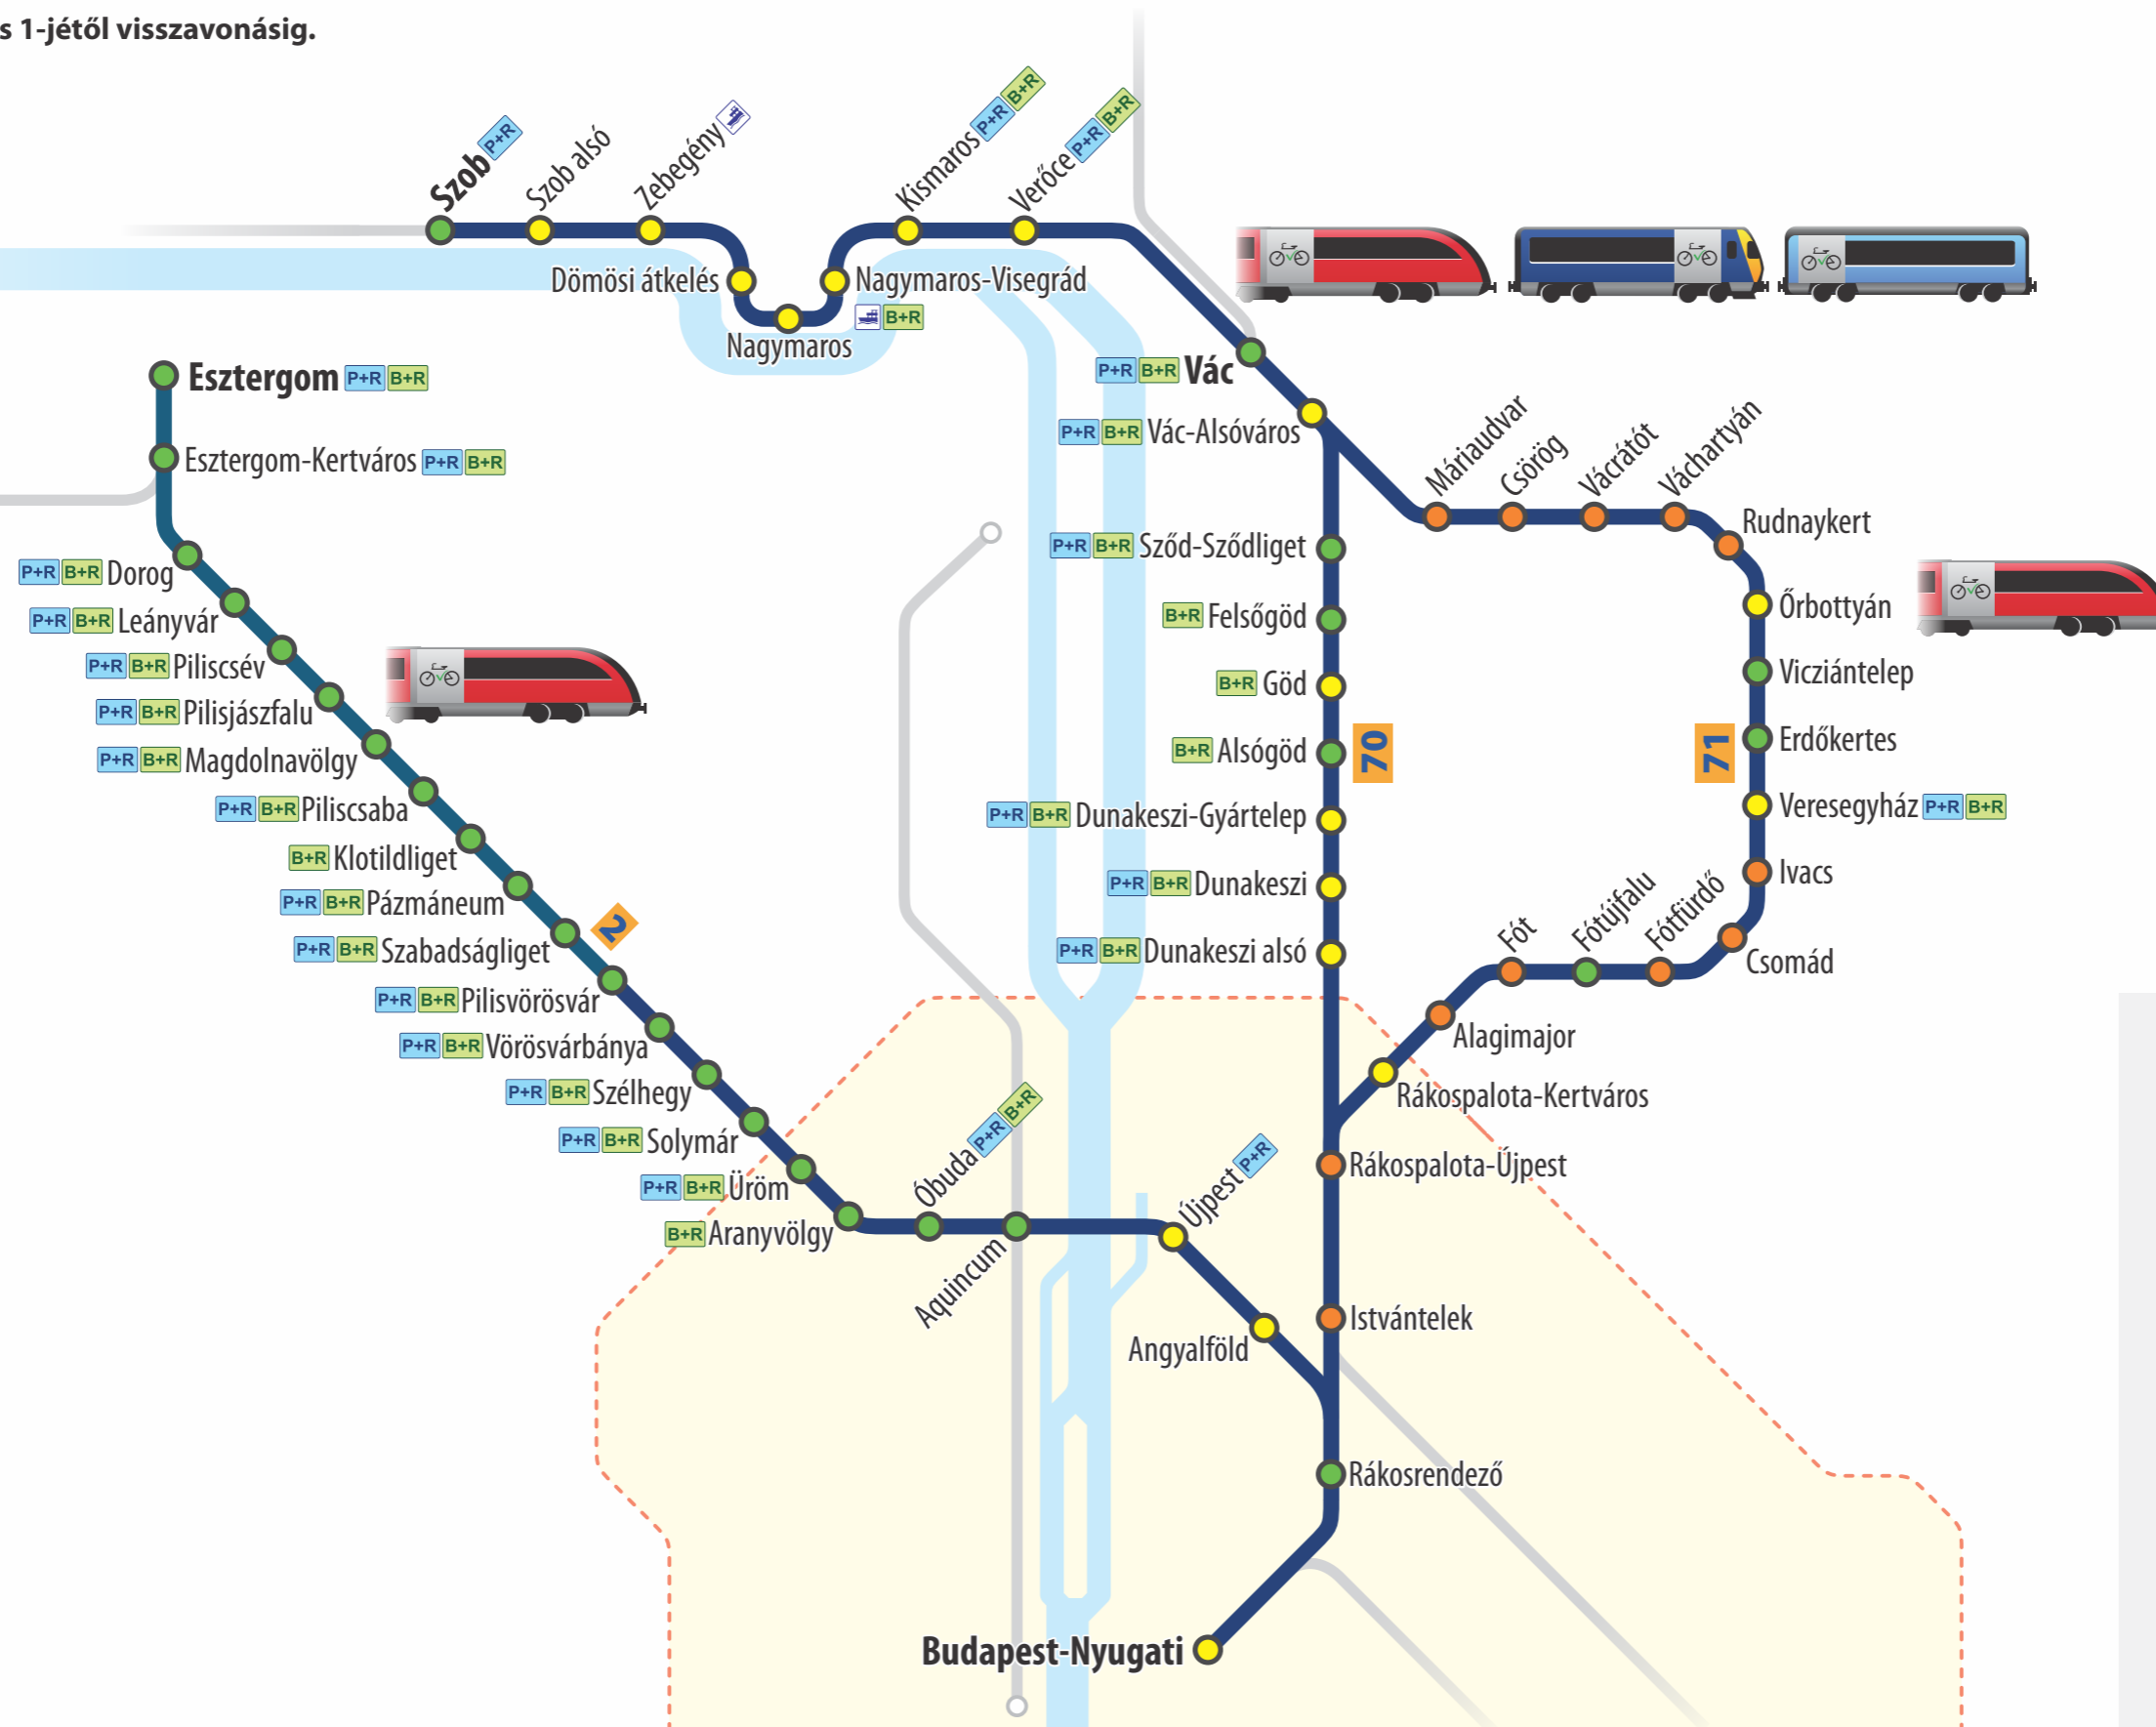 s 1-jétől visszavonásig.
Szob P+R
Szob alsó
Zebegény
Dömösi átkelés
Nagymaros
Nagymaros-Visegrád
B+R
Kismaros P+R B+R
Verőce P+R B+R
P+R B+R Vác
P+R B+R Vác-Alsóváros
Esztergom P+R B+R
Esztergom-Kertváros P+R B+R
P+R B+R Dorog
P+R B+R Leányvár
P+R B+R Piliscsév
P+R B+R Pilisjászfalu
P+R B+R Magdolnavölgy
P+R B+R Piliscsaba
B+R Klotildliget
P+R B+R Pázmáneum
P+R B+R Szabadságliget
2
P+R B+R Pilisvörösvár
P+R B+R Vörösvárbánya
P+R B+R Szélhegy
P+R B+R Solymár
P+R B+R Üröm
B+R Aranyvölgy
Óbuda P+R B+R
Aquincum
Újpest P+R
Angyalföld
P+R B+R Sződ-Sződliget
B+R Felsőgöd
B+R Göd
B+R Alsógöd
70
P+R B+R Dunakeszi-Gyártelep
P+R B+R Dunakeszi
P+R B+R Dunakeszi alsó
Máriaudvar
Csörög
Vácrátót
Váchartyán
Rudnaykert
Őrbottyán
Vicziántelep
Erdőkertes
71
Veresegyház P+R B+R
Ivacs
Csomád
Fótfürdő
Fótújfalu
Fót
Alagimajor
Rákospalota-Kertváros
Rákospalota-Újpest
Istvántelek
Rákosrendező
Budapest-Nyugati